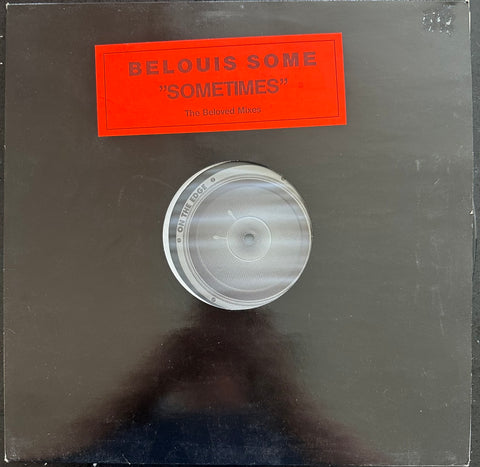 BELOUIS SOME
"SOMETIMES"
The Beloved Mixes
ON THE EDGE